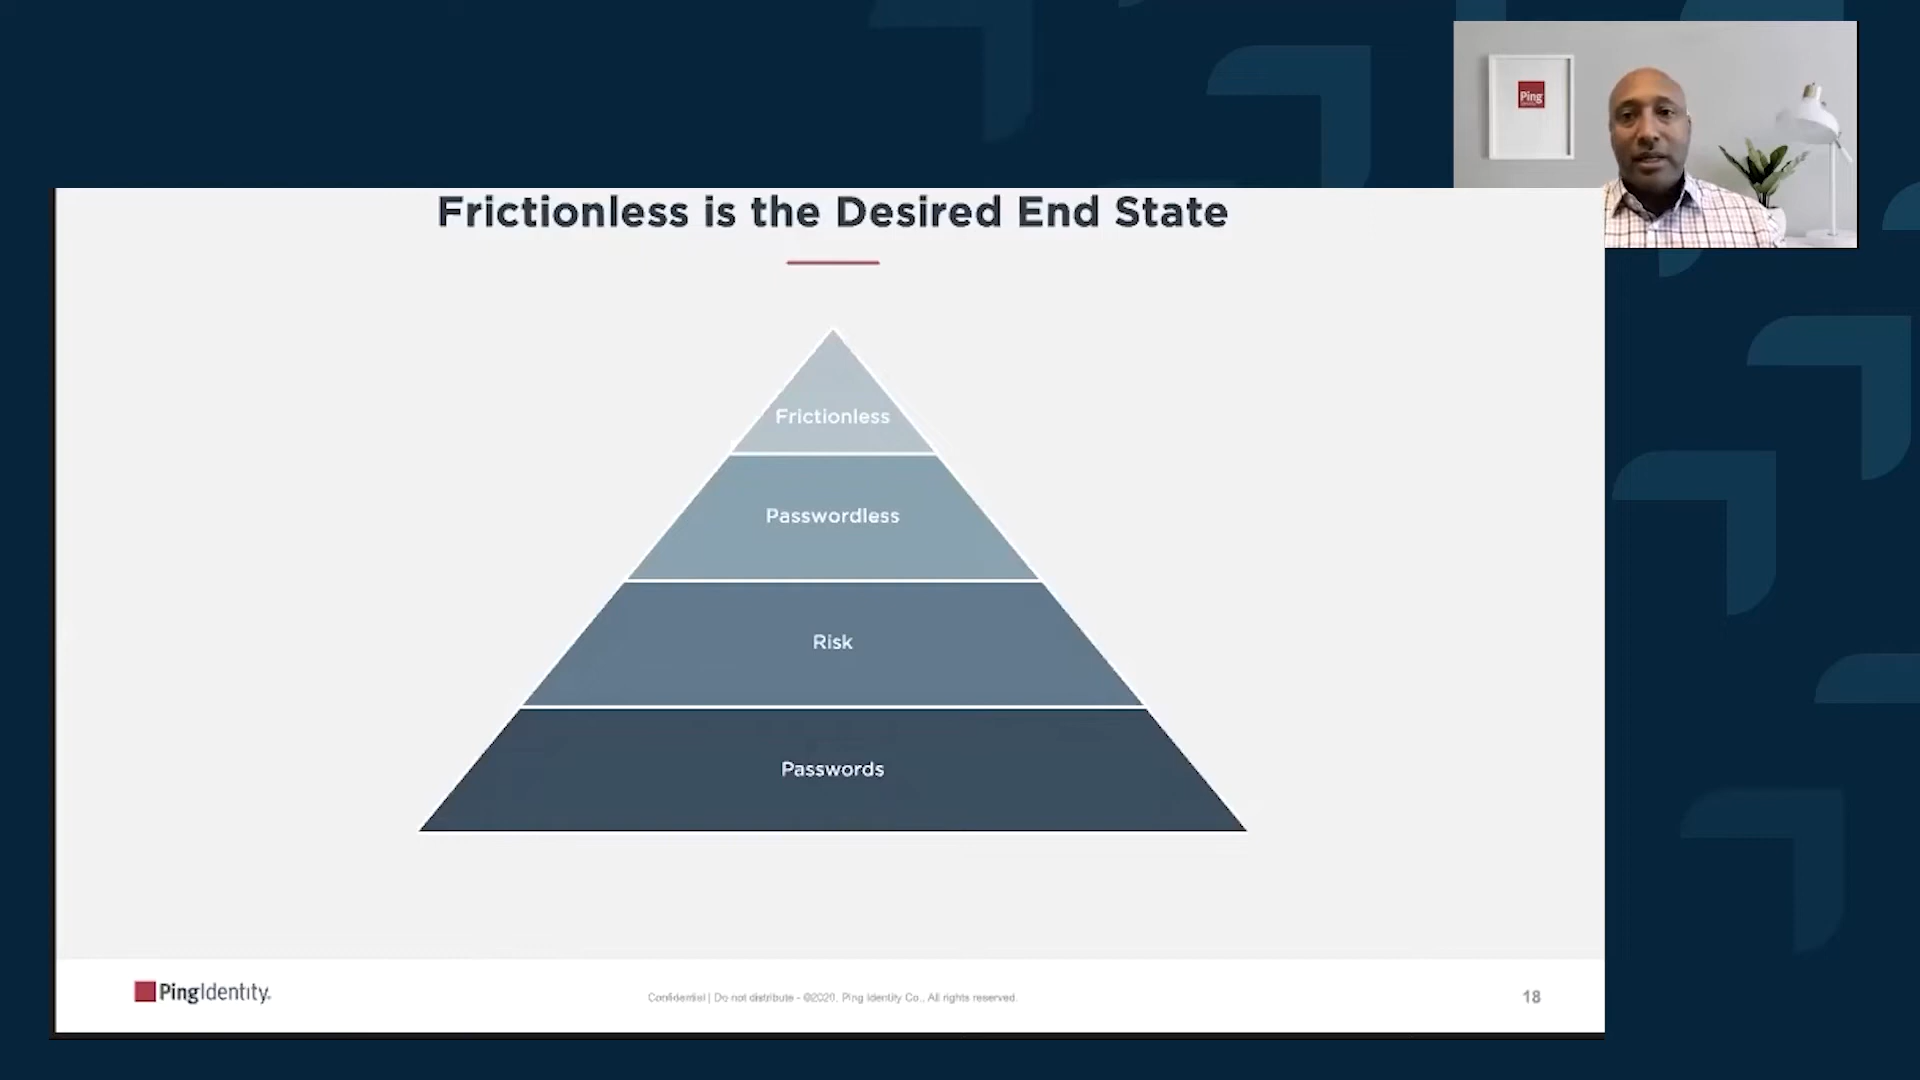 Ping
Frictionless is the Desired End State
Frictionless
Passwordless
Risk
Passwords
PingIdentity.
Confidential | Do not distribute - ©2020, Ping Identity Co., All rights reserved.
18